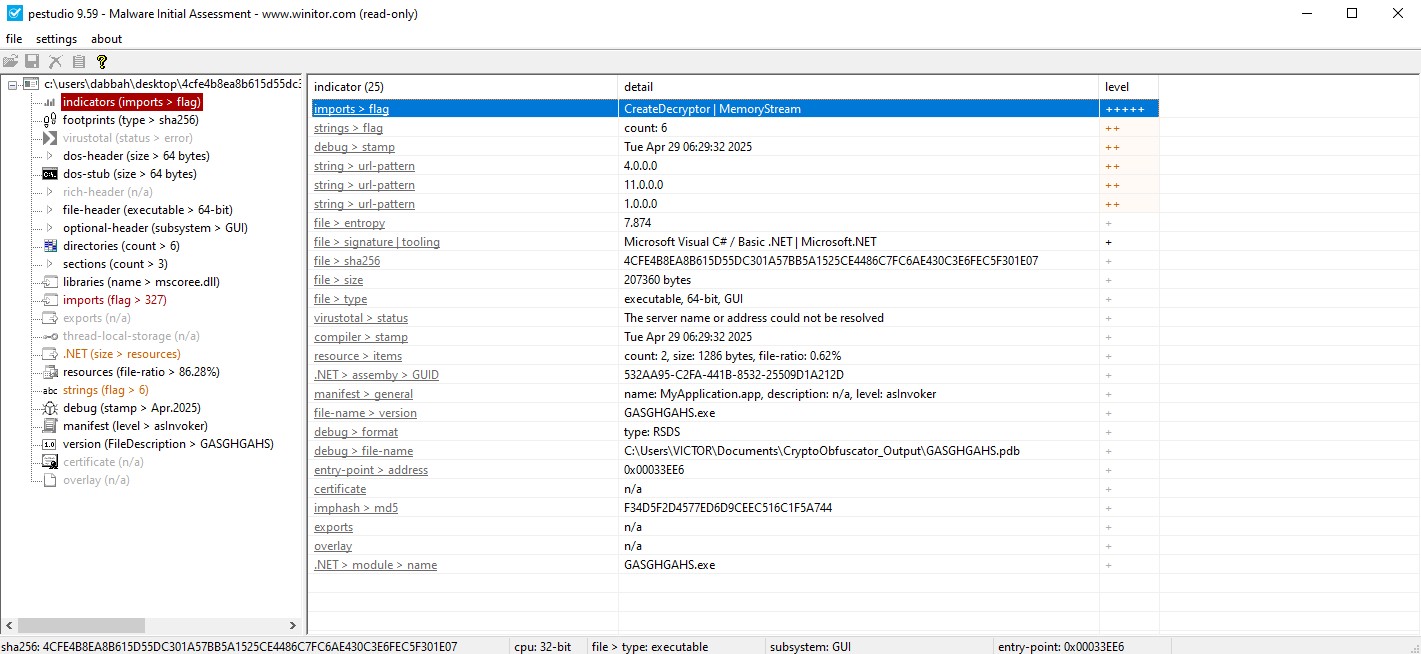 pestudio 9.59 - Malware Initial Assessment - www.winitor.com (read-only)
file settings about
c:\users\dabbah\desktop\4cfe4b8ea8b615d55dc3
indicators (imports > flag)
footprints (type > sha256)
virustotal (status > error)
dos-header (size > 64 bytes)
dos-stub (size > 64 bytes)
rich-header (n/a)
file-header (executable > 64-bit)
optional-header (subsystem > GUI)
directories (count > 6)
sections (count > 3)
libraries (name > mscoree.dll)
imports (flag > 327)
exports (n/a)
thread-local-storage (n/a)
.NET (size > resources)
resources (file-ratio > 86.28%)
abc strings (flag > 6)
debug (stamp > Apr.2025)
manifest (level > asInvoker)
1.0 version (FileDescription > GASGHGAHS)
certificate (n/a)
overlay (n/a)
indicator (25) detail level
imports > flag CreateDecryptor | MemoryStream +++++
strings > flag count: 6 ++
debug > stamp Tue Apr 29 06:29:32 2025 ++
string > url-pattern 4.0.0.0 ++
string > url-pattern 11.0.0.0 ++
string > url-pattern 1.0.0.0 ++
file > entropy 7.874 +
file > signature | tooling Microsoft Visual C# / Basic .NET | Microsoft.NET +
file > sha256 4CFE4B8EA8B615D55DC301A57BB5A1525CE4486C7FC6AE430C3E6FEC5F301E07 +
file > size 207360 bytes +
file > type executable, 64-bit, GUI +
virustotal > status The server name or address could not be resolved +
compiler > stamp Tue Apr 29 06:29:32 2025 +
resource > items count: 2, size: 1286 bytes, file-ratio: 0.62% +
.NET > assemby > GUID 532AA95-C2FA-441B-8532-25509D1A212D +
manifest > general name: MyApplication.app, description: n/a, level: asInvoker +
file-name > version GASGHGAHS.exe +
debug > format type: RSDS +
debug > file-name C:\Users\VICTOR\Documents\CryptoObfuscator_Output\GASGHGAHS.pdb +
entry-point > address 0x00033EE6 +
certificate n/a +
imphash > md5 F34D5F2D4577ED6D9CEEC516C1F5A744 +
exports n/a +
overlay n/a +
.NET > module > name GASGHGAHS.exe +
sha256: 4CFE4B8EA8B615D55DC301A57BB5A1525CE4486C7FC6AE430C3E6FEC5F301E07 cpu: 32-bit file > type: executable subsystem: GUI entry-point: 0x00033EE6